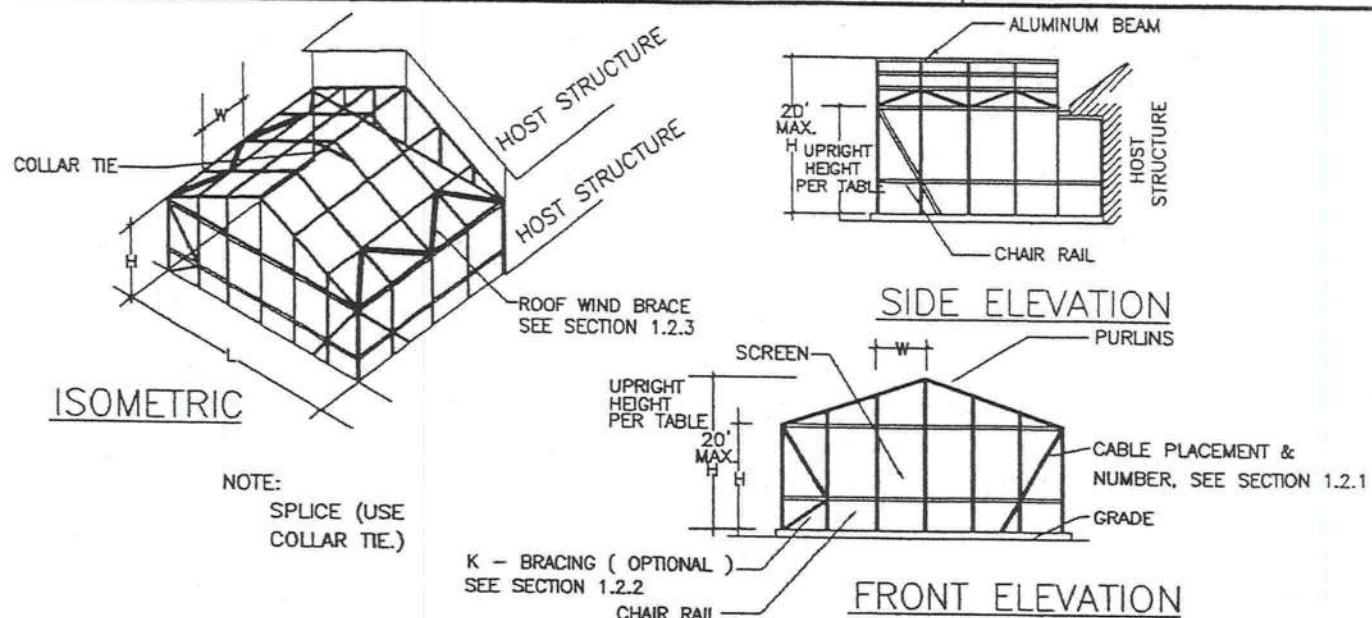 W
HOST STRUCTURE
HOST STRUCTURE
COLLAR TIE
H
L
ROOF WIND BRACE
SEE SECTION 1.2.3
ISOMETRIC
NOTE:
SPLICE (USE
COLLAR TIE.)
ALUMINUM BEAM
20'
MAX.
H
UPRIGHT
HEIGHT
PER TABLE
HOST
STRUCTURE
CHAIR RAIL
SIDE ELEVATION
PURLINS
W
SCREEN
UPRIGHT
HEIGHT
PER TABLE
20'
MAX.
H
H
CABLE PLACEMENT &
NUMBER, SEE SECTION 1.2.1
GRADE
K - BRACING ( OPTIONAL )
SEE SECTION 1.2.2
CHAIR RAIL
FRONT ELEVATION